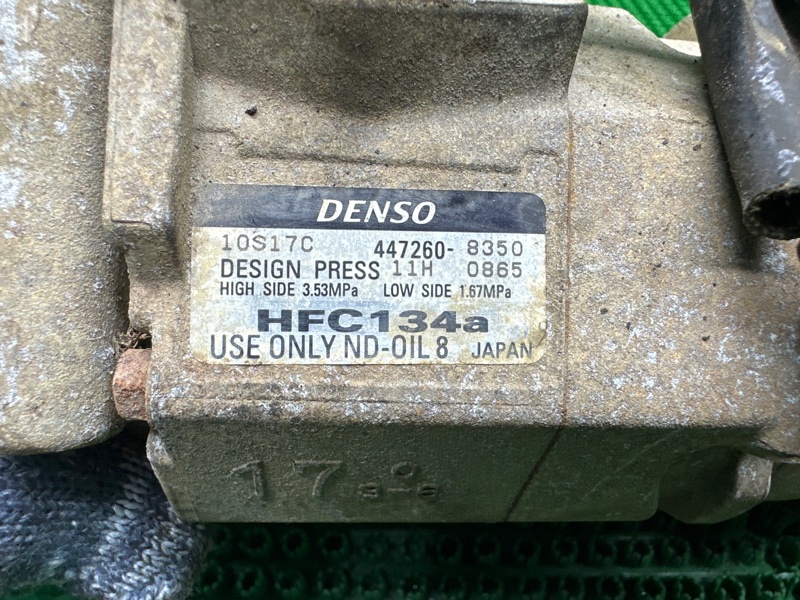 DENSO
10S17C 447260-8350
DESIGN PRESS 11H 0865
HIGH SIDE 3.53MPa LOW SIDE 1.67MPa
HFC134a
USE ONLY ND-OIL 8 JAPAN
17